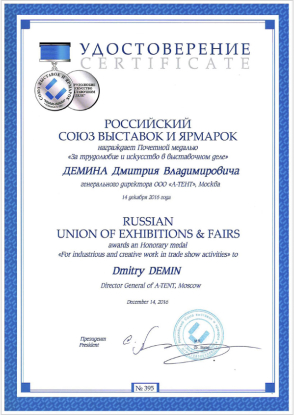 УДОСТОВЕРЕНИЕ
CERTIFICATE
РОССИЙСКИЙ
СОЮЗ ВЫСТАВОК И ЯРМАРОК
награждает Почетной медалью
«За трудолюбие и искусство в выставочном деле»
ДЕМИНА Дмитрия Владимировича
генерального директора ООО «А-ТЕНТ», Москва
14 декабря 2016 года
RUSSIAN
UNION OF EXHIBITIONS & FAIRS
awards an Honorary medal
«For industrious and creative work in trade show activities» to
Dmitry DEMIN
Director General of A-TENT, Moscow
December 14, 2016
Президент
President
№ 395